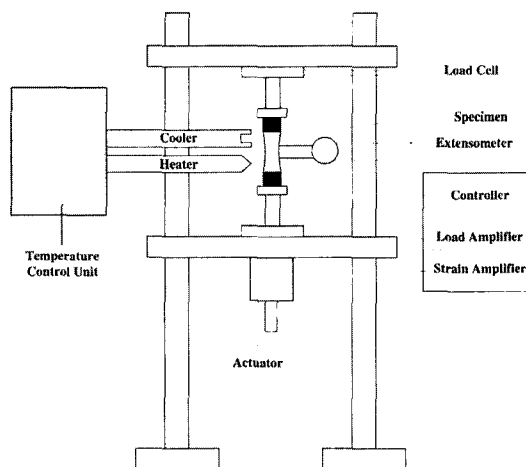 Load Cell
Specimen
Cooler
Extensometer
Heater
Controller
Load Amplifier
Temperature
Control Unit
Strain Amplifier
Actuator